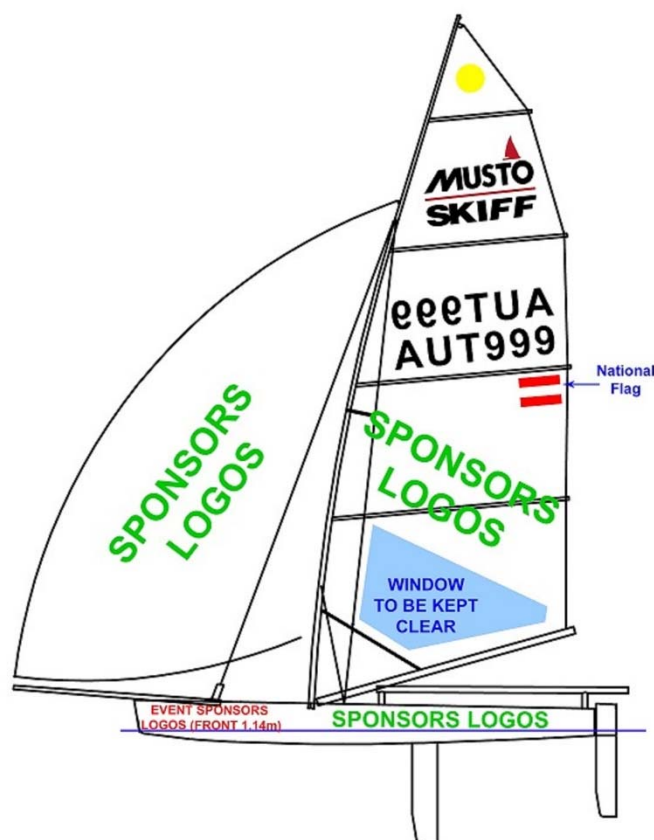 MUSTO
SKIFF
AUT999
AUT999
National
Flag
SPONSORS
LOGOS
SPONSORS
LOGOS
WINDOW
TO BE KEPT
CLEAR
EVENT SPONSORS
LOGOS (FRONT 1.14m)
SPONSORS LOGOS